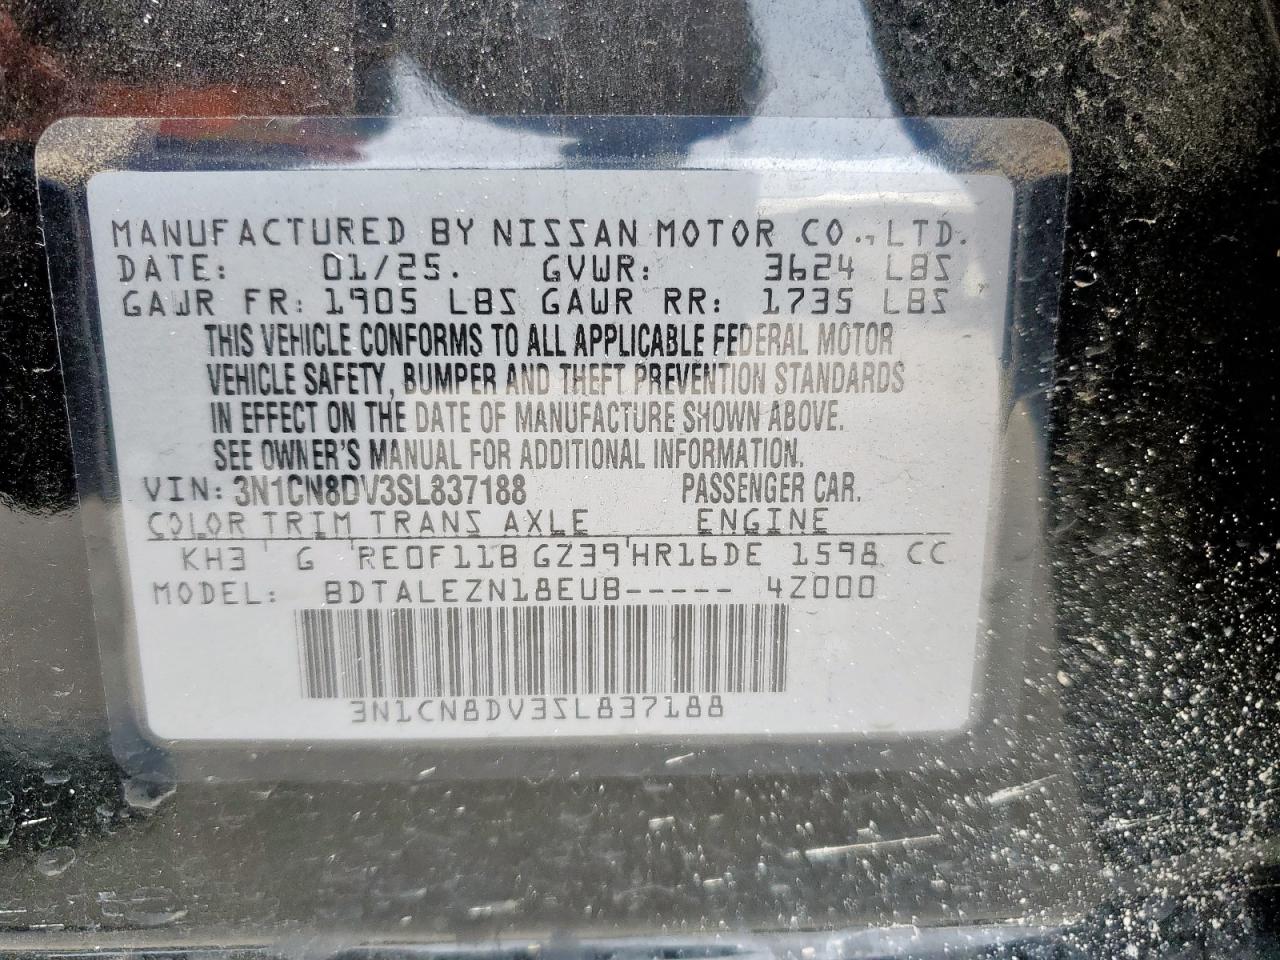 MANUFACTURED BY NISSAN MOTOR CO., LTD.
DATE: 01/25. GVWR: 3624 LBS
GAWR FR: 1905 LBS GAWR RR: 1735 LBS
THIS VEHICLE CONFORMS TO ALL APPLICABLE FEDERAL MOTOR
VEHICLE SAFETY, BUMPER AND THEFT PREVENTION STANDARDS
IN EFFECT ON THE DATE OF MANUFACTURE SHOWN ABOVE.
SEE OWNER'S MANUAL FOR ADDITIONAL INFORMATION.
VIN: 3N1CN8DV3SL837188 PASSENGER CAR.
COLOR TRIM TRANS AXLE ENGINE
KH3 G RE0F11B GZ39 HR16DE 1598 CC
MODEL: BDTALEZN18EUB----- 4Z000
3N1CN8DV3SL837188